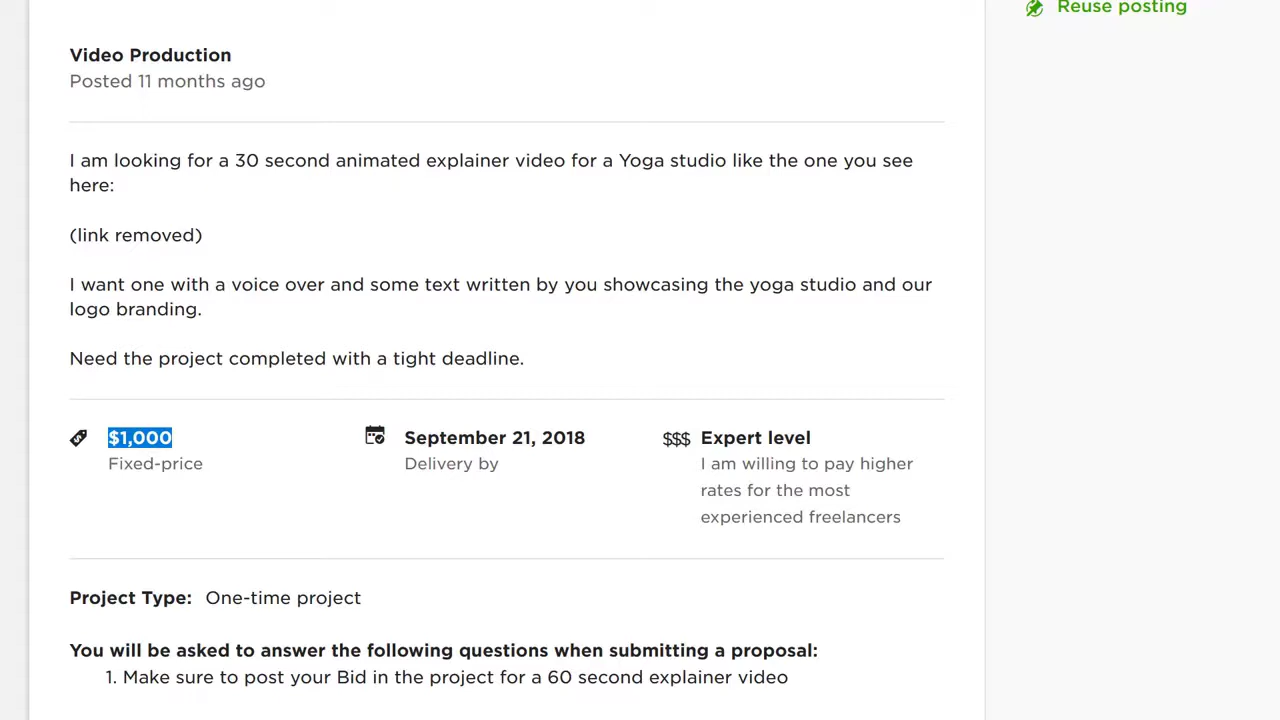 Reuse posting
Video Production
Posted 11 months ago
I am looking for a 30 second animated explainer video for a Yoga studio like the one you see
here:
(link removed)
I want one with a voice over and some text written by you showcasing the yoga studio and our
logo branding.
Need the project completed with a tight deadline.
$1,000
Fixed-price
September 21, 2018
Delivery by
$$$ Expert level
I am willing to pay higher
rates for the most
experienced freelancers
Project Type: One-time project
You will be asked to answer the following questions when submitting a proposal:
1. Make sure to post your Bid in the project for a 60 second explainer video